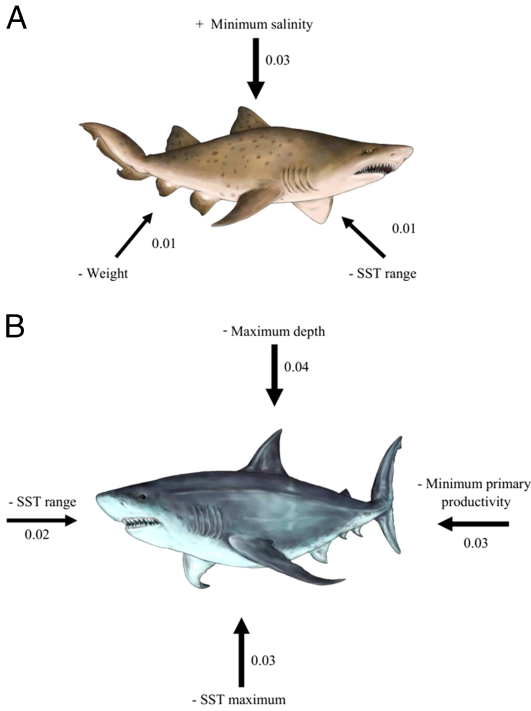 A
+ Minimum salinity
0.03
0.01
- Weight
0.01
- SST range
B
- Maximum depth
0.04
- SST range
0.02
- Minimum primary
productivity
0.03
0.03
- SST maximum